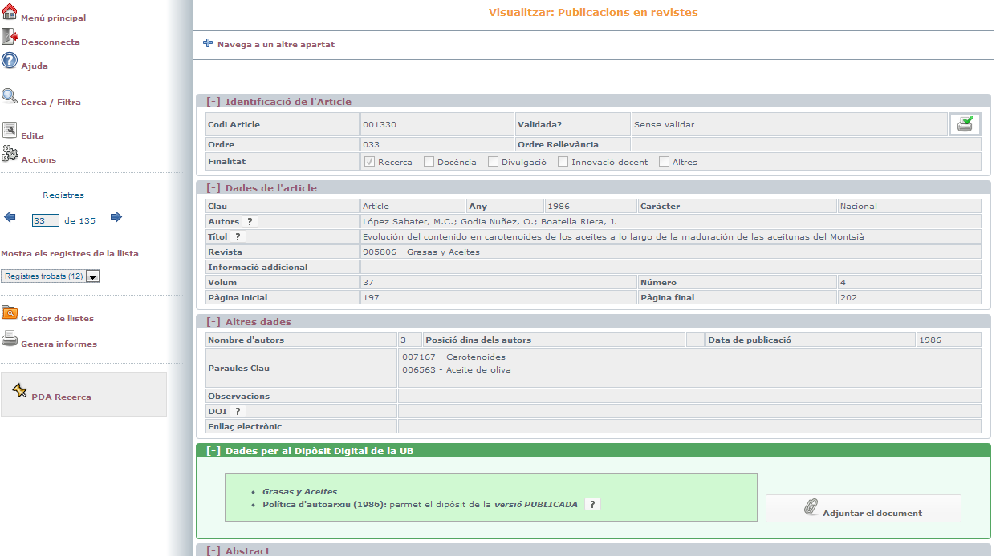 Menú principal
Desconnecta
Ajuda
Cerca / Filtra
Edita
Accions
Registres
33 de 135
Mostra els registres de la llista
Registres trobats (12)
Gestor de llistes
Genera informes
PDA Recerca
Visualitzar: Publicacions en revistes
Navega a un altre apartat
[-] Identificació de l'Article
Codi Article 001330 Validada? Sense validar
Ordre 033 Ordre Rellevància
Finalitat Recerca Docència Divulgació Innovació docent Altres
[-] Dades de l'article
Clau Article Any 1986 Caràcter Nacional
Autors ? López Sabater, M.C.; Godia Nuñez, O.; Boatella Riera, J.
Títol ? Evolución del contenido en carotenoides de los aceites a lo largo de la maduración de las aceitunas del Montsià
Revista 905806 - Grasas y Aceites
Informació addicional
Volum 37 Número 4
Pàgina inicial 197 Pàgina final 202
[-] Altres dades
Nombre d'autors 3 Posició dins dels autors Data de publicació 1986
Paraules Clau 007167 - Carotenoides
006563 - Aceite de oliva
Observacions
DOI ?
Enllaç electrònic
[-] Dades per al Dipòsit Digital de la UB
• Grasas y Aceites
• Política d'autoarxiu (1986): permet el dipòsit de la versió PUBLICADA ?
Adjuntar el document
[-] Abstract